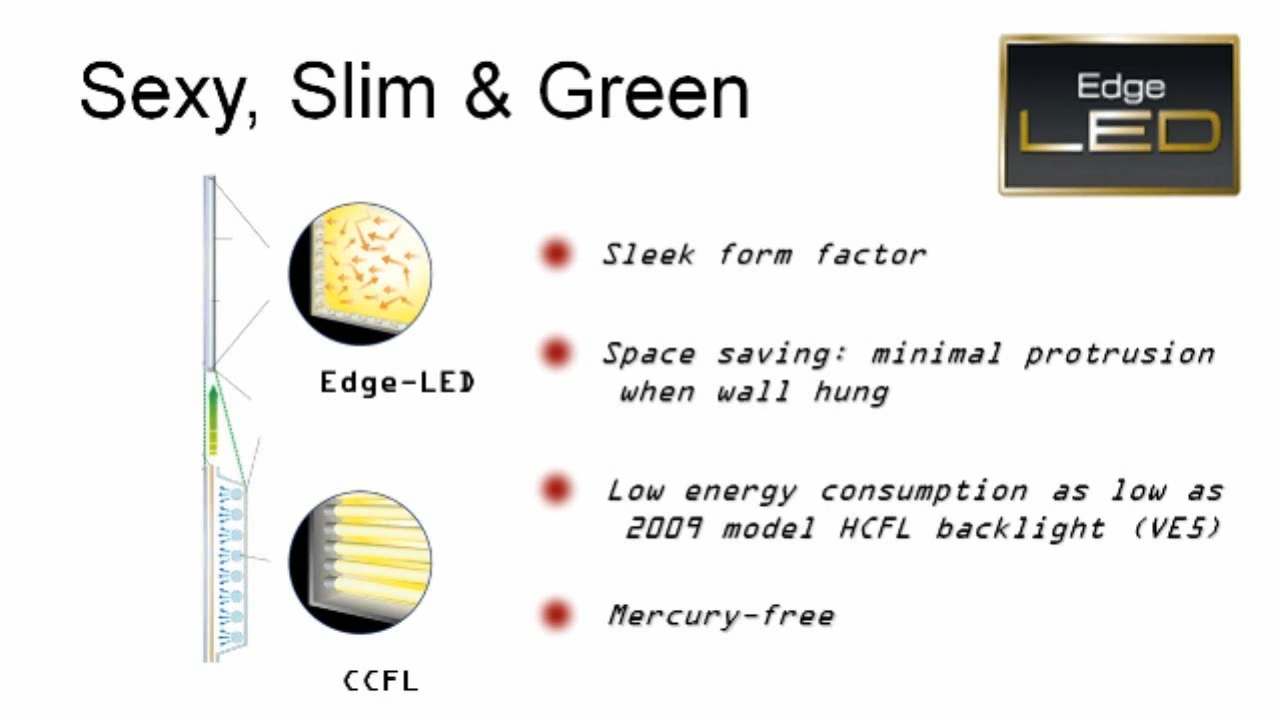 Sexy, Slim & Green
Edge
LED
Sleek form factor
Space saving: minimal protrusion
when wall hung
Edge-LED
Low energy consumption as low as
2009 model HCFL backlight (VE5)
Mercury-free
CCFL